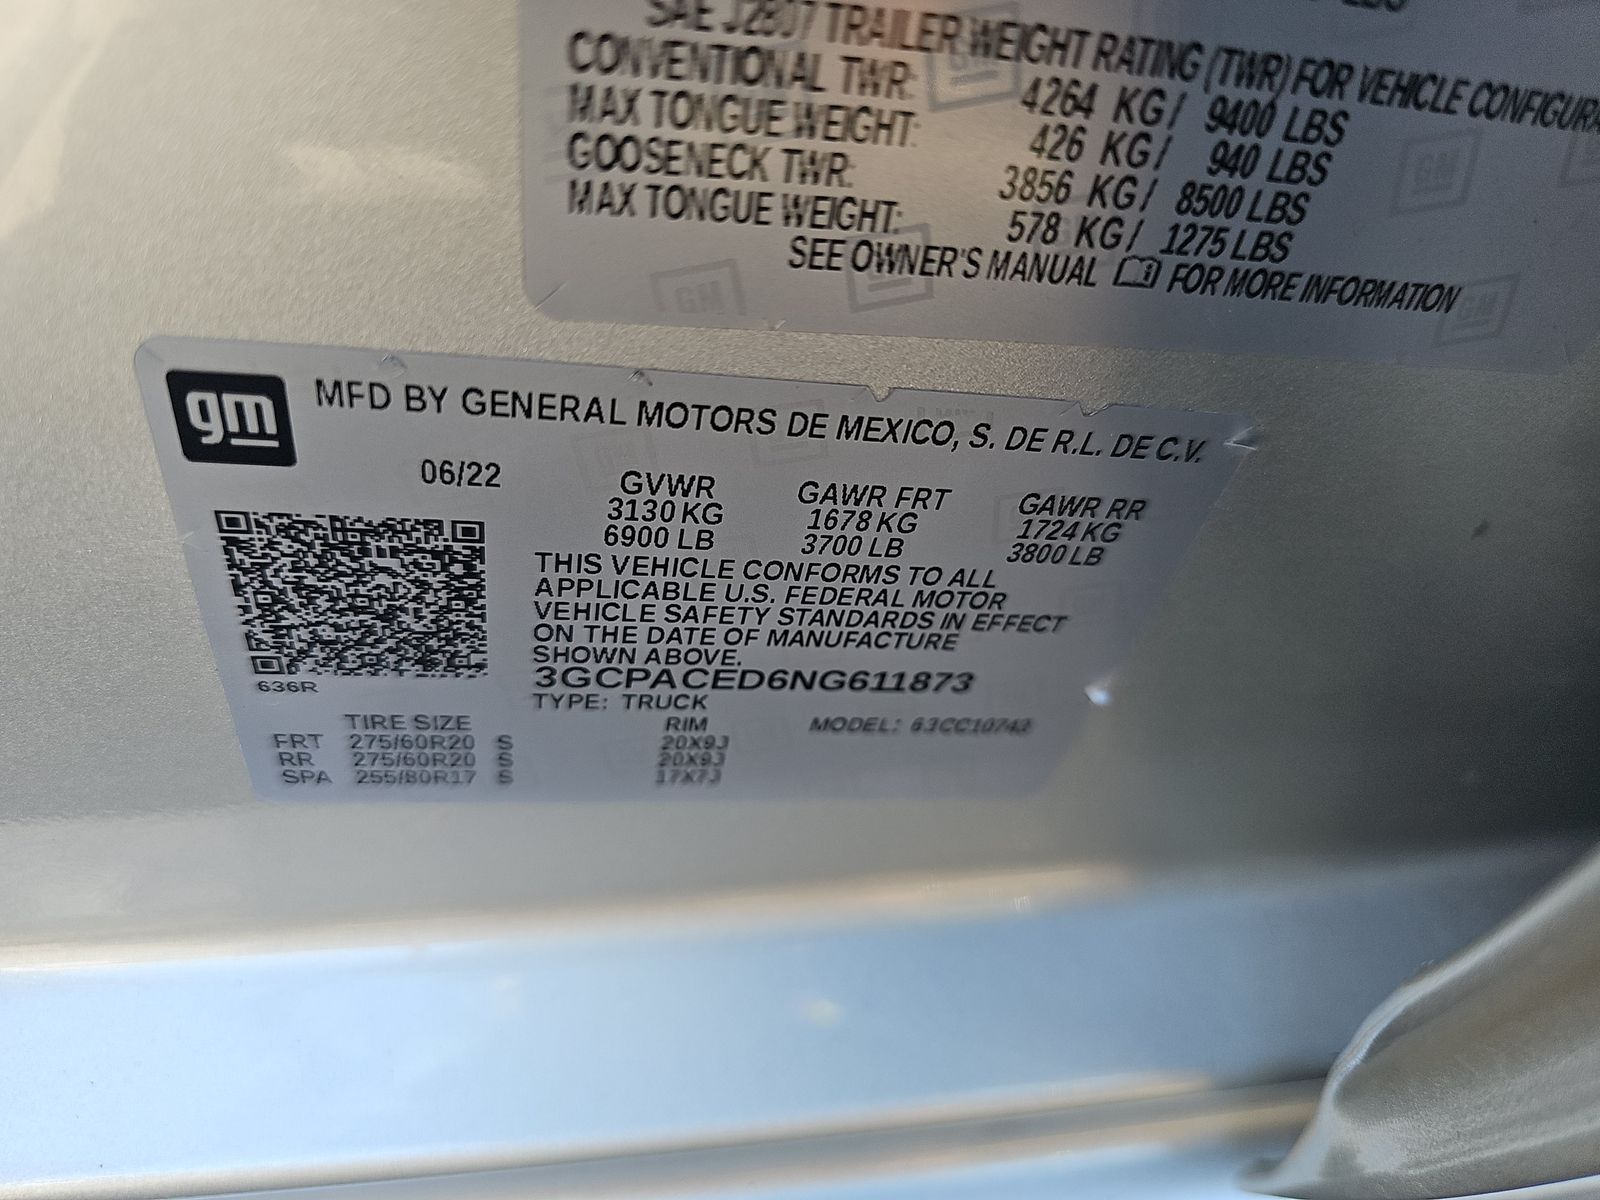 LBS
SAE J2807 TRAILER WEIGHT RATING (TWR) FOR VEHICLE CONFIGURA
CONVENTIONAL TWR: 4264 KG/ 9400 LBS
MAX TONGUE WEIGHT: 426 KG/ 940 LBS
GOOSENECK TWR: 3856 KG/ 8500 LBS
MAX TONGUE WEIGHT: 578 KG/ 1275 LBS
SEE OWNER'S MANUAL FOR MORE INFORMATION
gm MFD BY GENERAL MOTORS DE MEXICO, S. DE R.L. DE C.V.
06/22 GVWR GAWR FRT GAWR RR
3130 KG 1678 KG 1724 KG
6900 LB 3700 LB 3800 LB
THIS VEHICLE CONFORMS TO ALL
APPLICABLE U.S. FEDERAL MOTOR
VEHICLE SAFETY STANDARDS IN EFFECT
ON THE DATE OF MANUFACTURE
SHOWN ABOVE.
3GCPACED6NG611873
636R
TYPE: TRUCK
TIRE SIZE RIM MODEL:
FRT 275/60R20 S 20X9J
RR 275/60R20 S 20X9J
SPA 255/80R17 S 17X7J